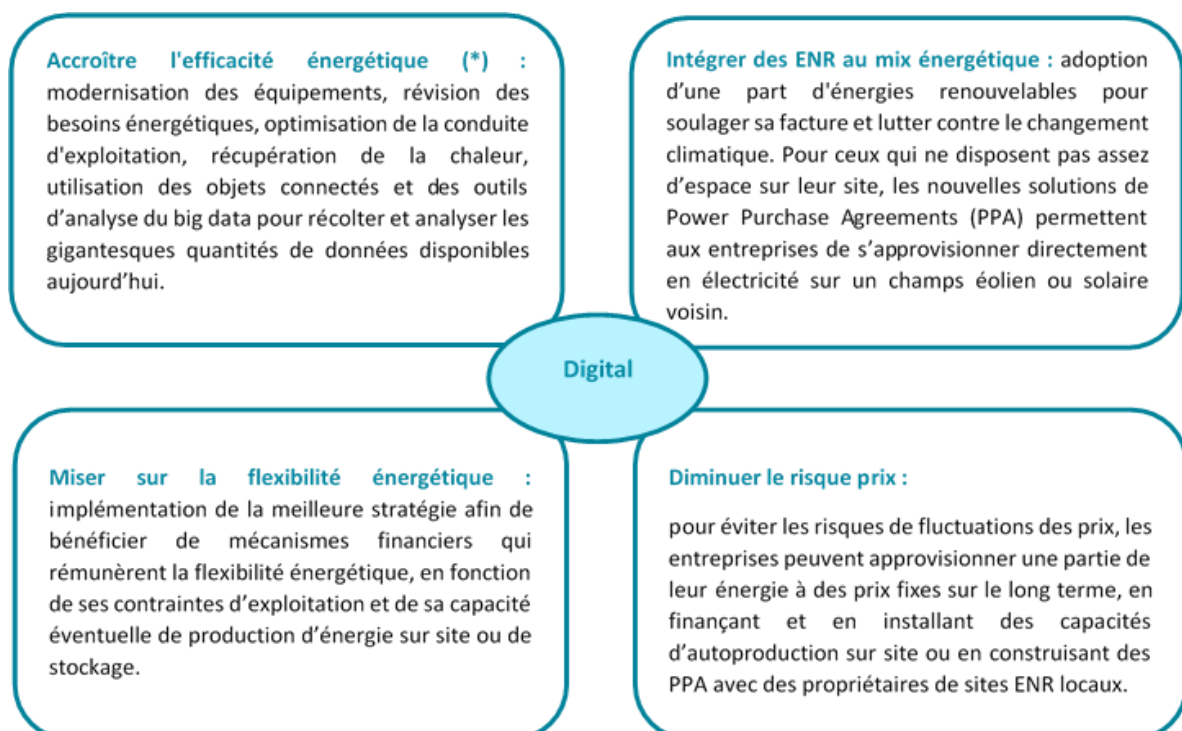 Accroître l'efficacité énergétique (*) :
modernisation des équipements, révision des
besoins énergétiques, optimisation de la conduite
d'exploitation, récupération de la chaleur,
utilisation des objets connectés et des outils
d’analyse du big data pour récolter et analyser les
gigantesques quantités de données disponibles
aujourd’hui.
Intégrer des ENR au mix énergétique : adoption
d’une part d'énergies renouvelables pour
soulager sa facture et lutter contre le changement
climatique. Pour ceux qui ne disposent pas assez
d’espace sur leur site, les nouvelles solutions de
Power Purchase Agreements (PPA) permettent
aux entreprises de s’approvisionner directement
en électricité sur un champs éolien ou solaire
voisin.
Digital
Miser sur la flexibilité énergétique :
implémentation de la meilleure stratégie afin de
bénéficier de mécanismes financiers qui
rémunèrent la flexibilité énergétique, en fonction
de ses contraintes d’exploitation et de sa capacité
éventuelle de production d’énergie sur site ou de
stockage.
Diminuer le risque prix :
pour éviter les risques de fluctuations des prix, les
entreprises peuvent approvisionner une partie de
leur énergie à des prix fixes sur le long terme, en
finançant et en installant des capacités
d’autoproduction sur site ou en construisant des
PPA avec des propriétaires de sites ENR locaux.